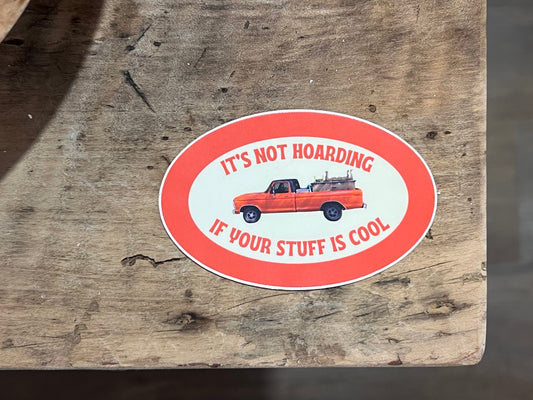 IT'S NOT HOARDING
IF YOUR STUFF IS COOL